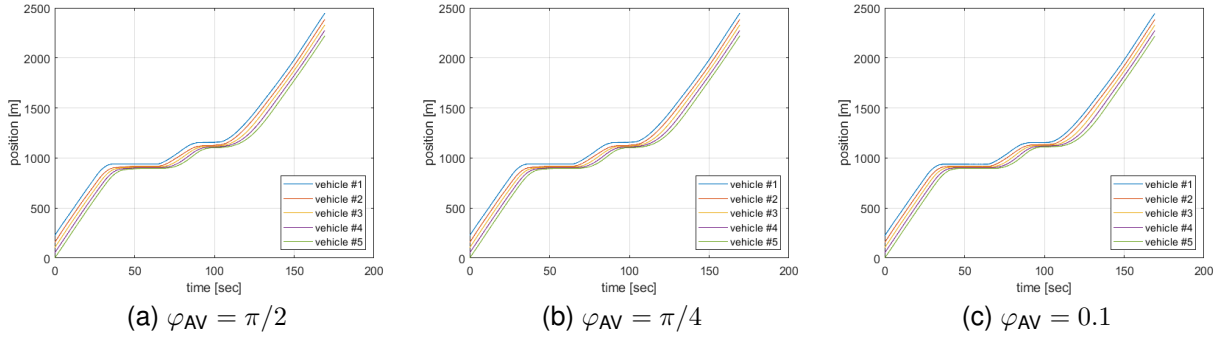 2500
2000
1500
1000
500
0
position [m]
0 50 100 150 200
time [sec]
vehicle #1
vehicle #2
vehicle #3
vehicle #4
vehicle #5
(a) φAV = π/2
2500
2000
1500
1000
500
0
position [m]
0 50 100 150 200
time [sec]
vehicle #1
vehicle #2
vehicle #3
vehicle #4
vehicle #5
(b) φAV = π/4
2500
2000
1500
1000
500
0
position [m]
0 50 100 150 200
time [sec]
vehicle #1
vehicle #2
vehicle #3
vehicle #4
vehicle #5
(c) φAV = 0.1